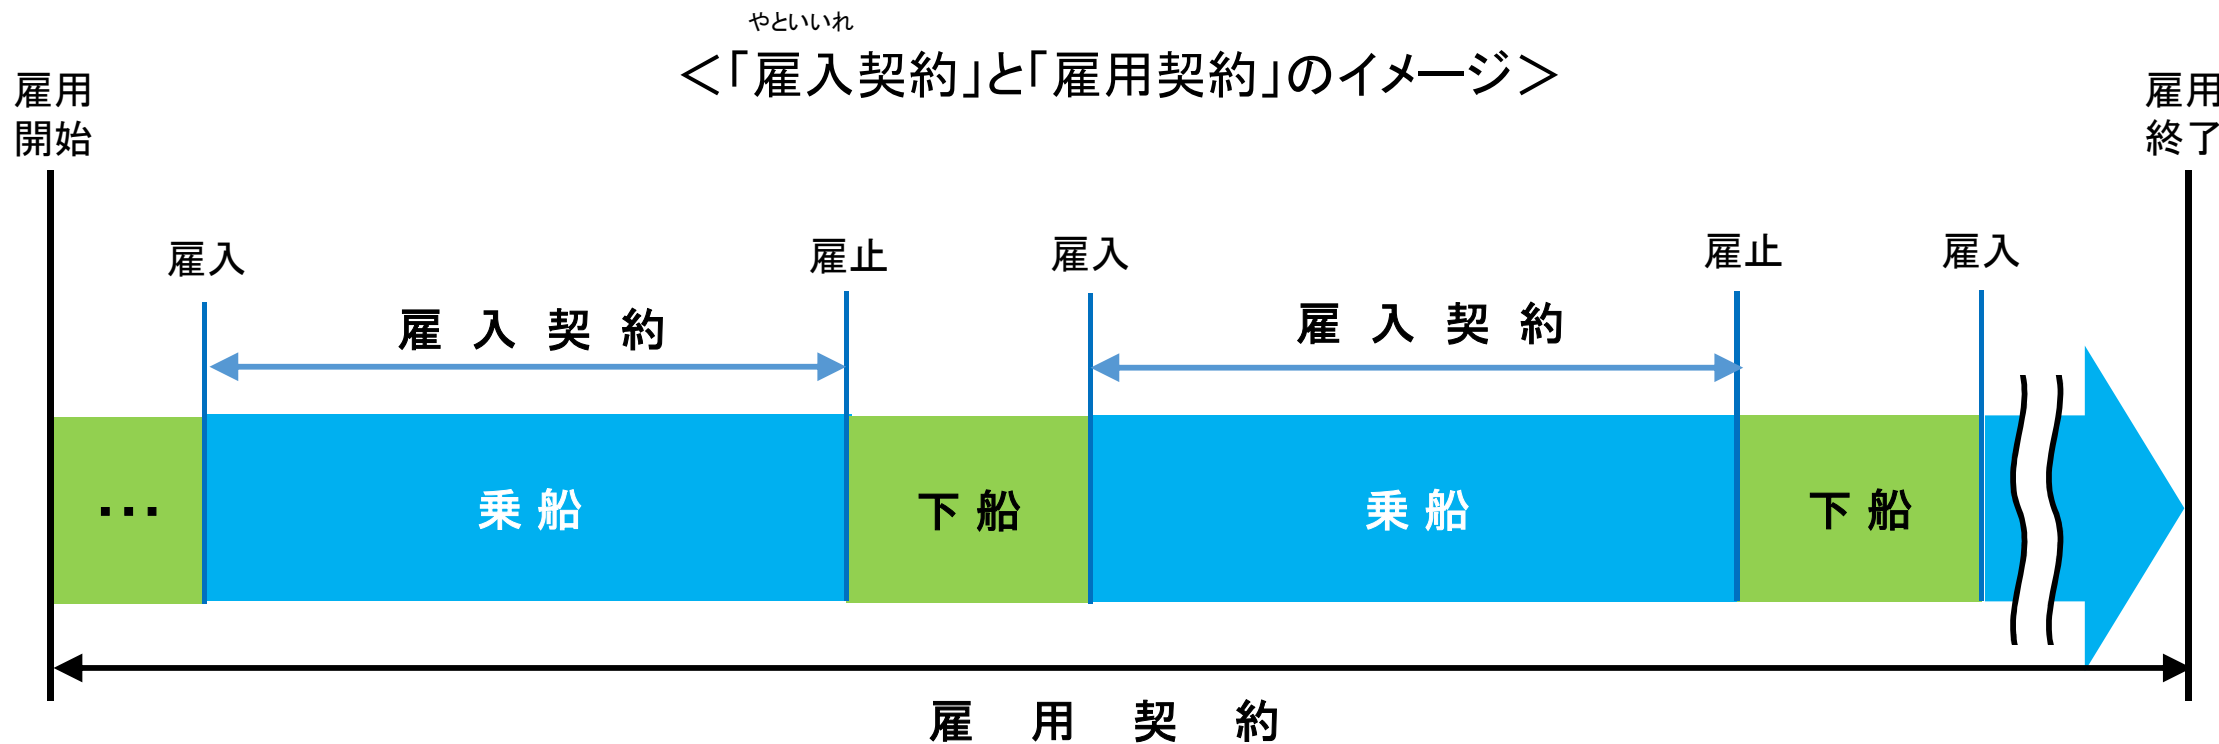 やといいれ
<「雇入契約」と「雇用契約」のイメージ>
雇用
開始
雇用
終了
雇入
雇止
雇入
雇止
雇入
雇入契約
雇入契約
・・・
乗船
下船
乗船
下船
雇用契約